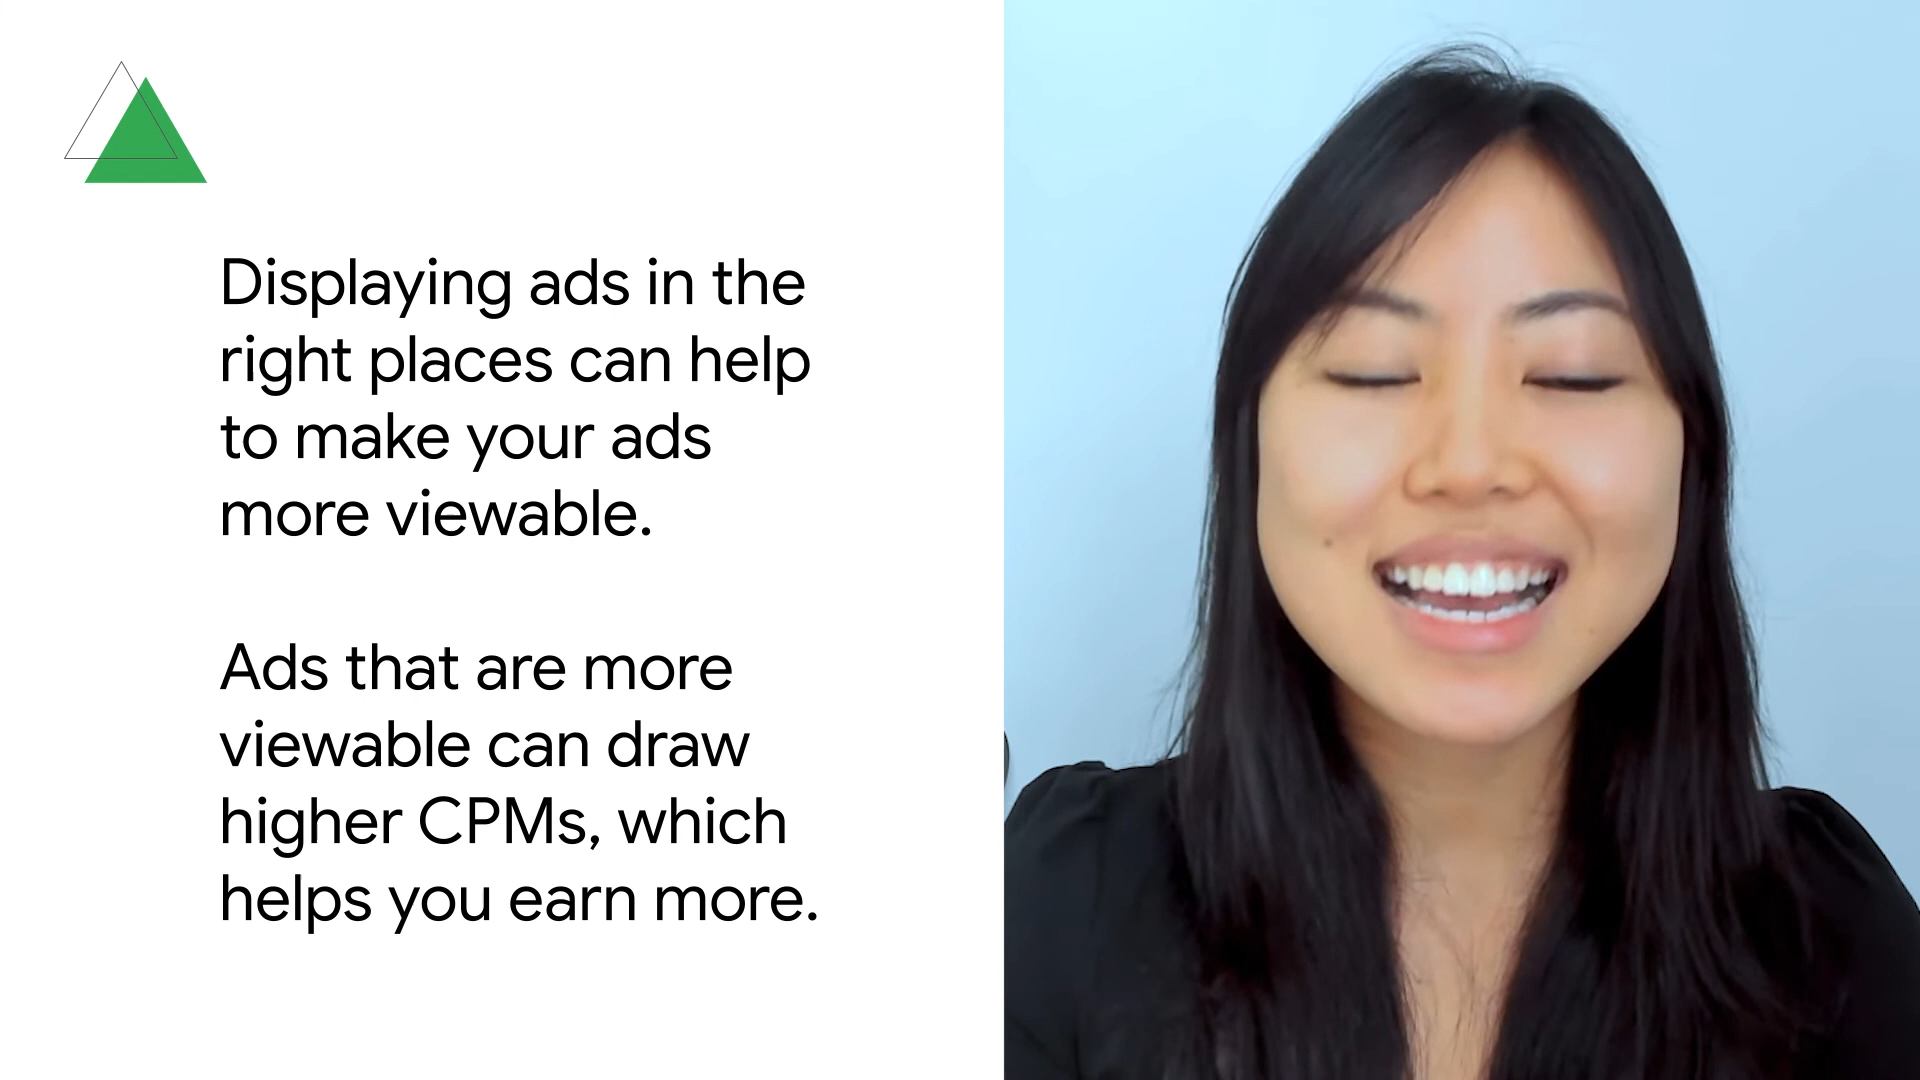 Displaying ads in the
right places can help
to make your ads
more viewable.
Ads that are more
viewable can draw
higher CPMs, which
helps you earn more.